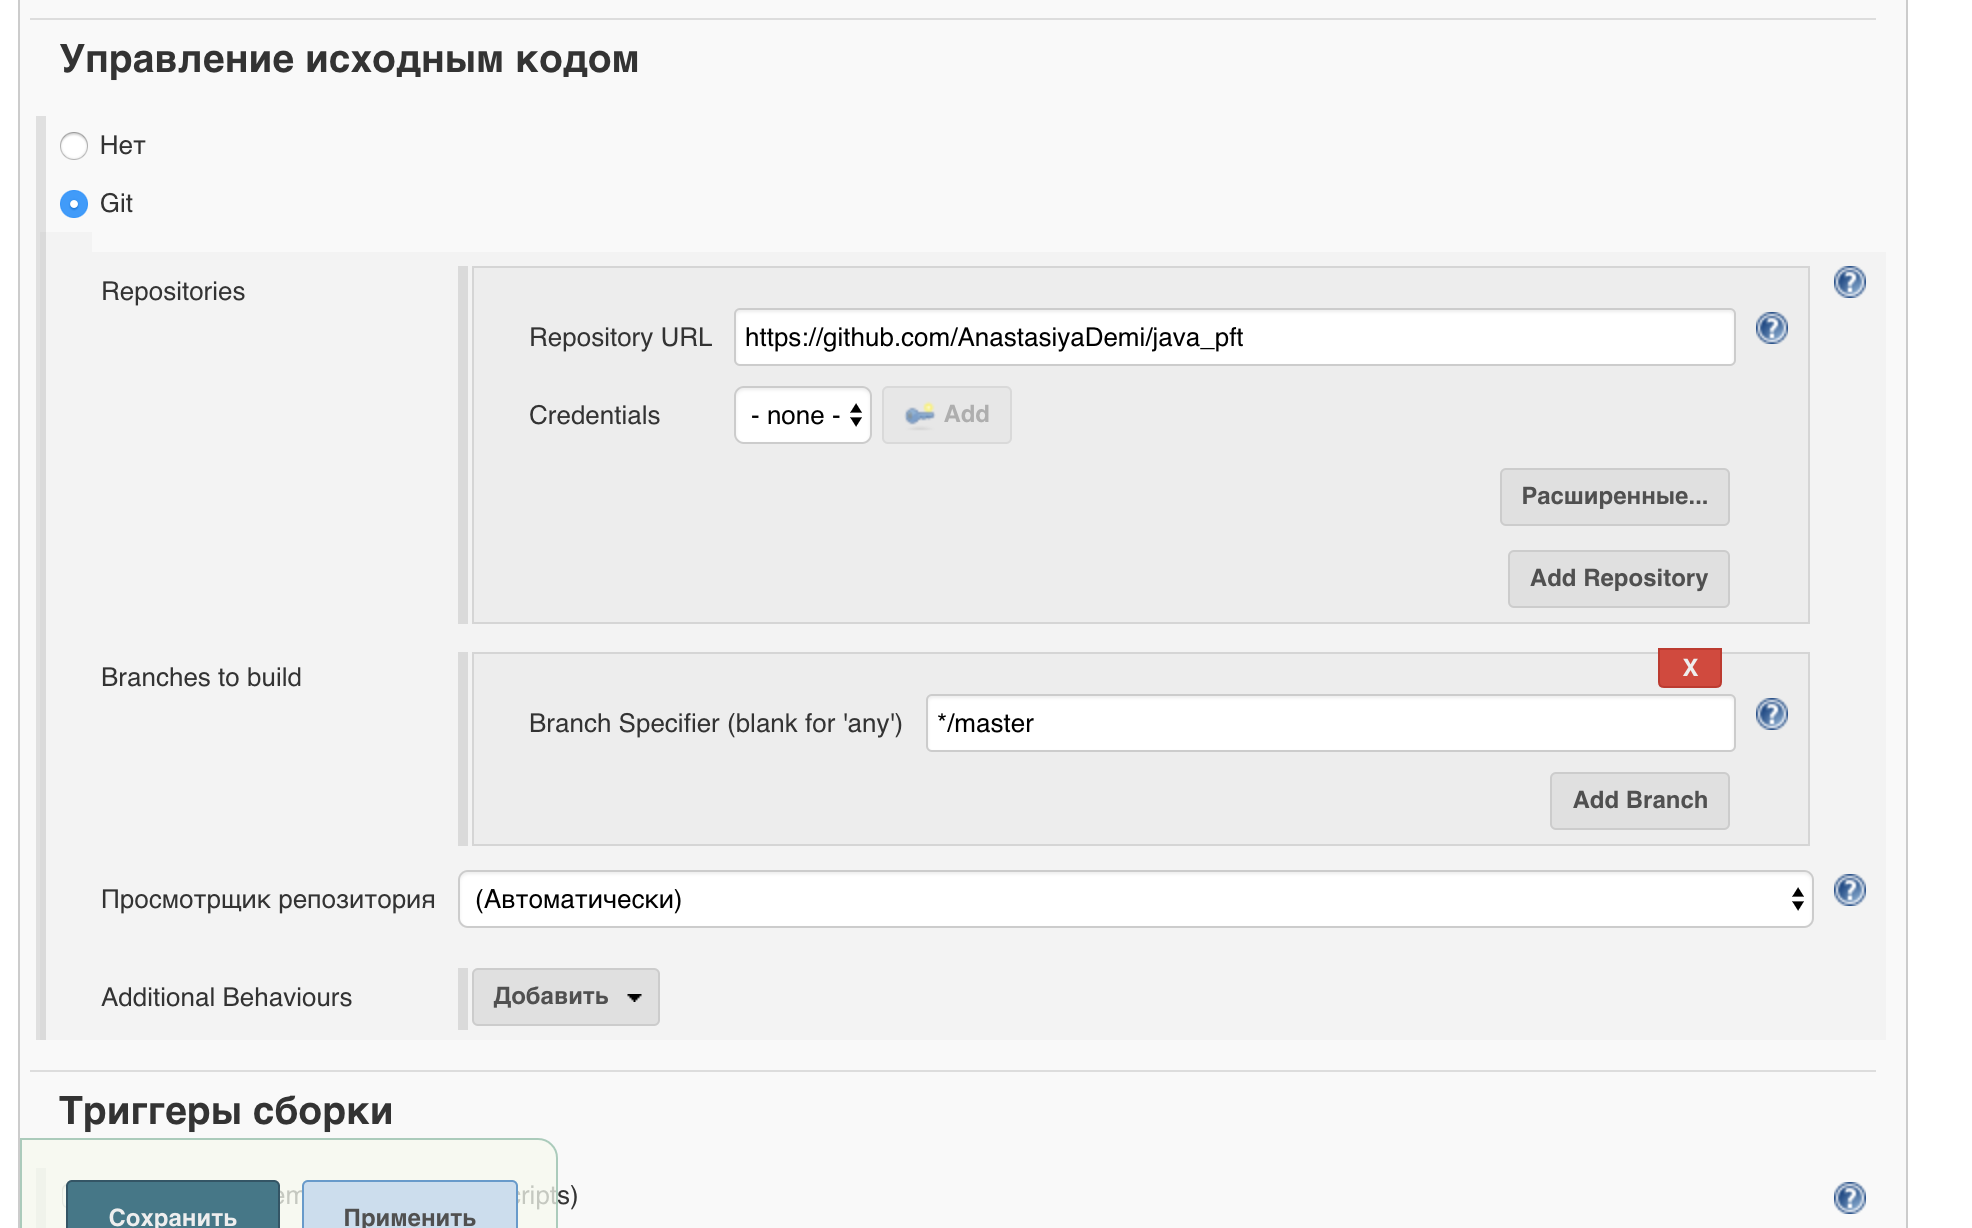 Управление исходным кодом
Нет
Git
Repositories
Repository URL
https://github.com/AnastasiyaDemi/java_pft
Credentials
- none -
Add
Расширенные...
Add Repository
Branches to build
X
Branch Specifier (blank for 'any')
*/master
Add Branch
Просмотрщик репозитория
(Автоматически)
Additional Behaviours
Добавить
Триггеры сборки
Сохранить
Применить